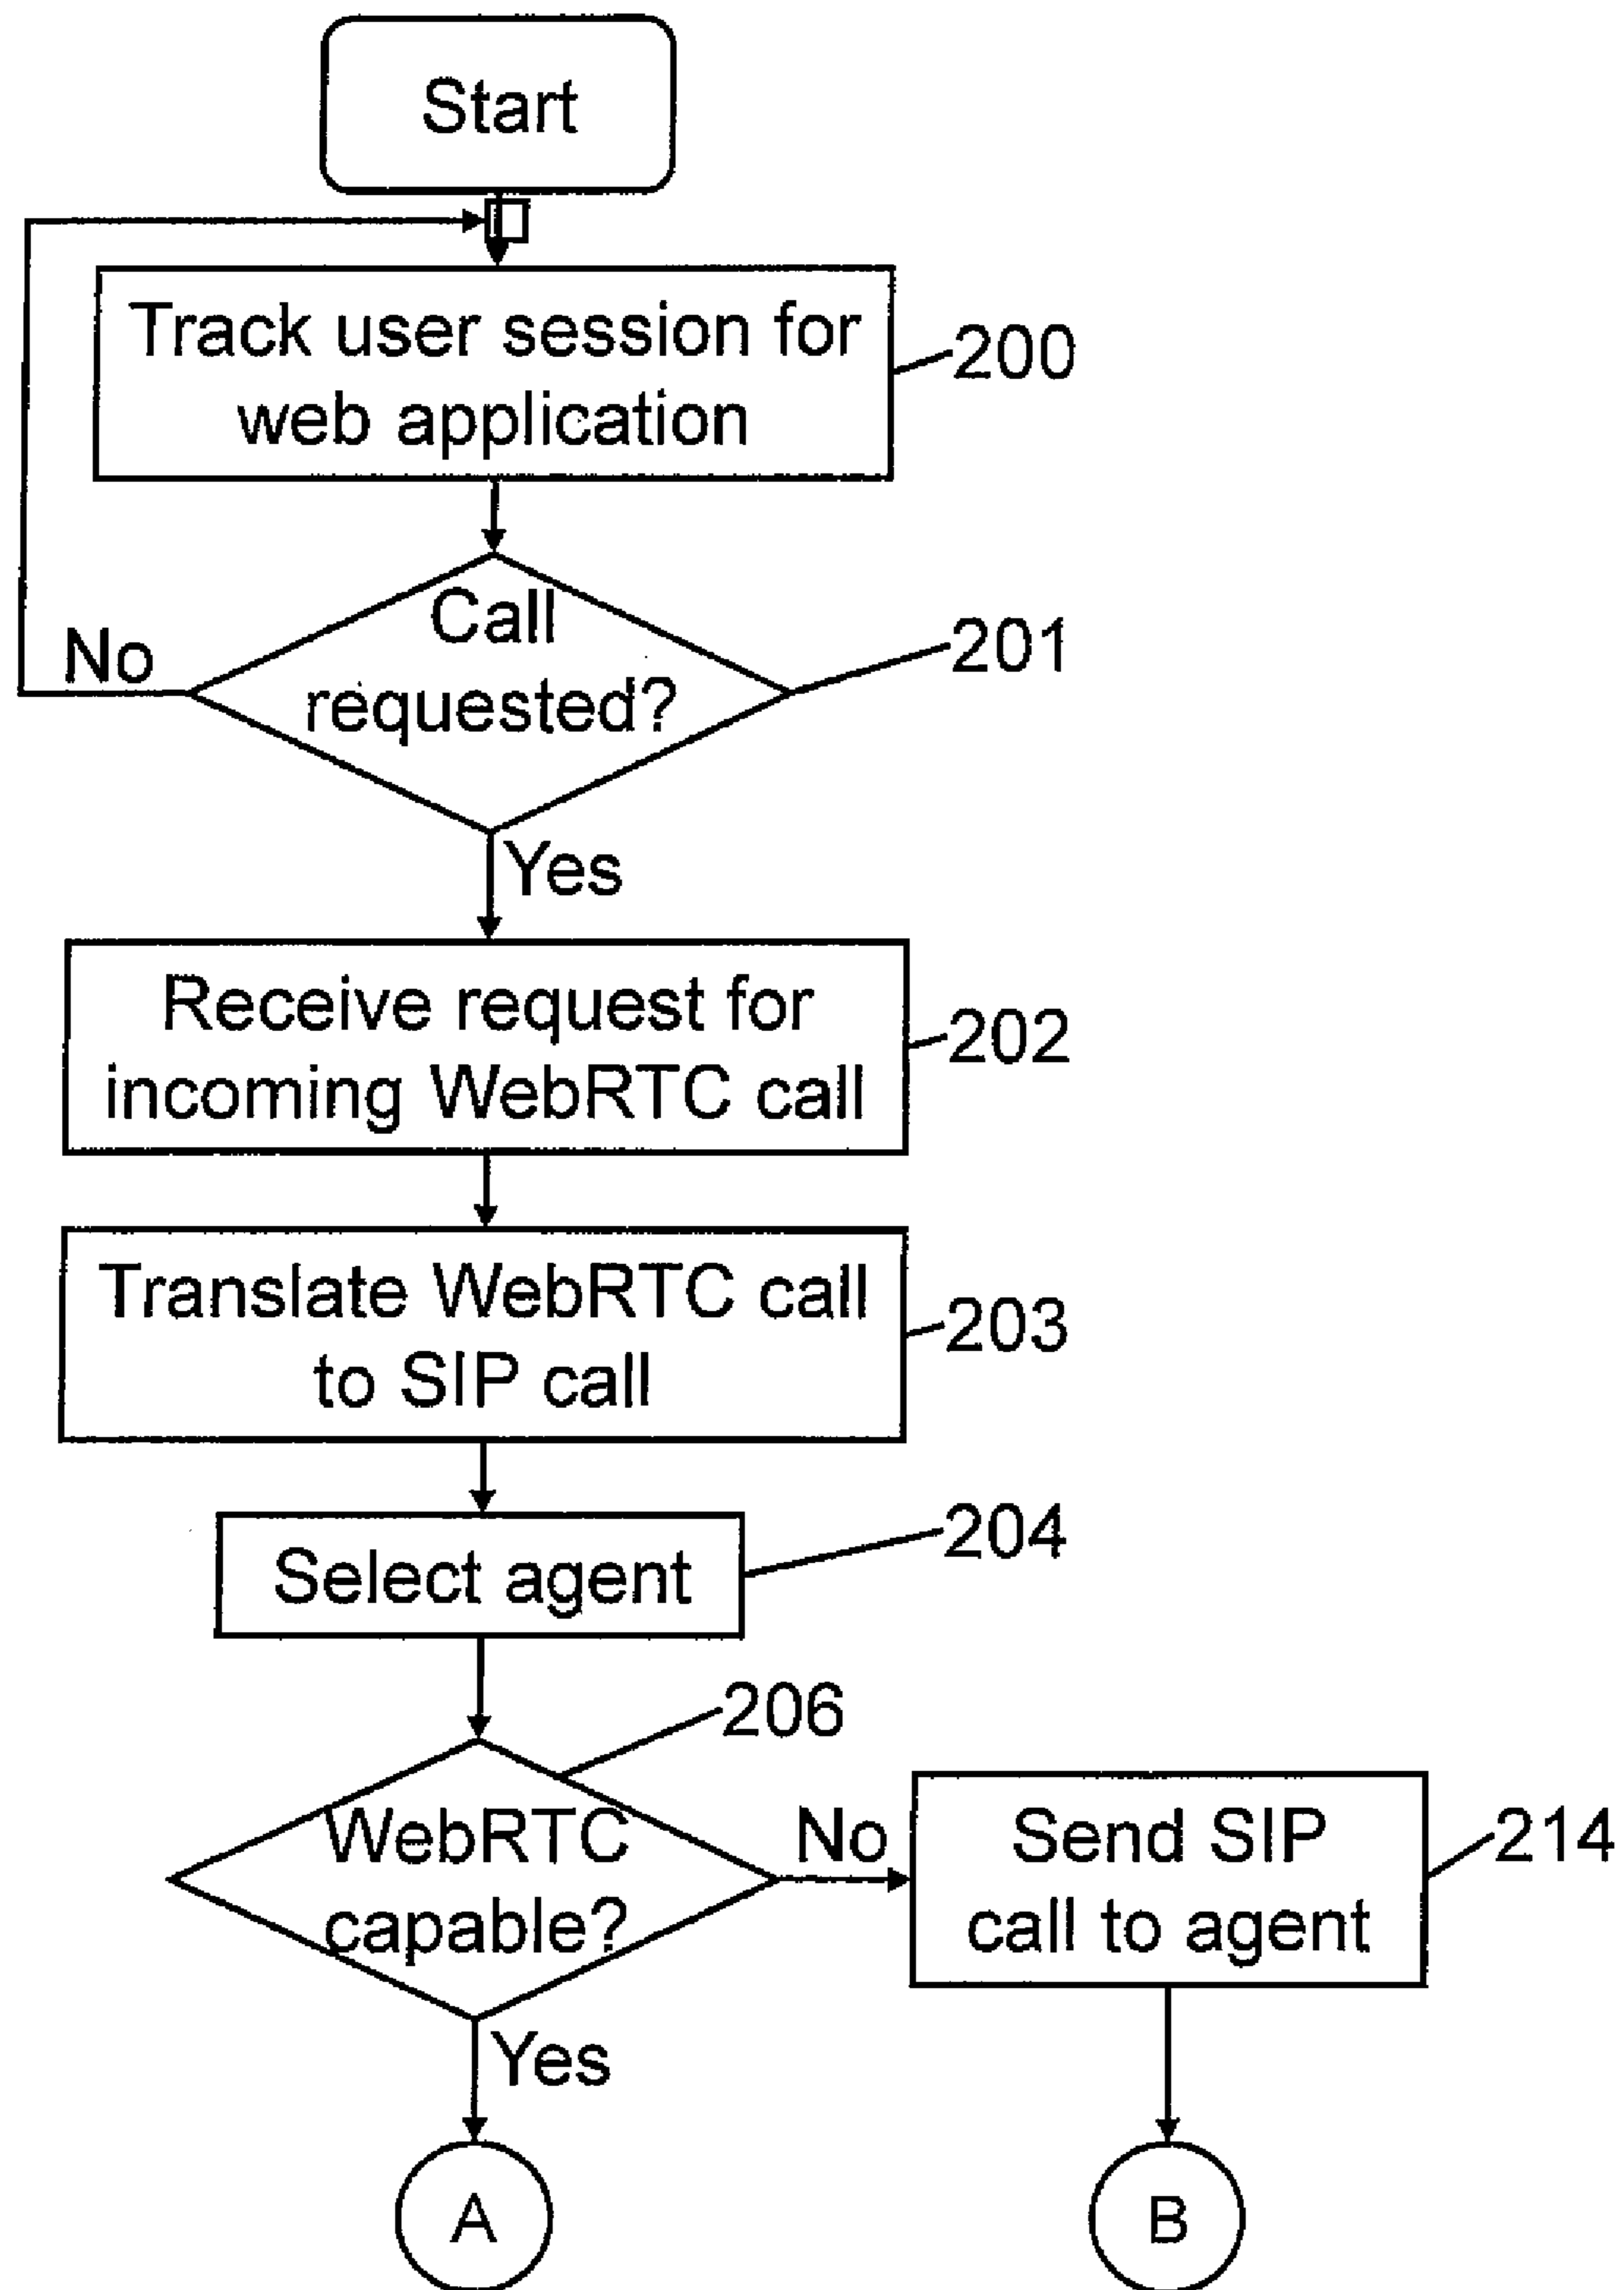 Start
Track user session for
web application
200
Call
requested?
201
No
Yes
Receive request for
incoming WebRTC call
202
Translate WebRTC call
to SIP call
203
Select agent
204
206
WebRTC
capable?
No
Send SIP
call to agent
214
Yes
A
B